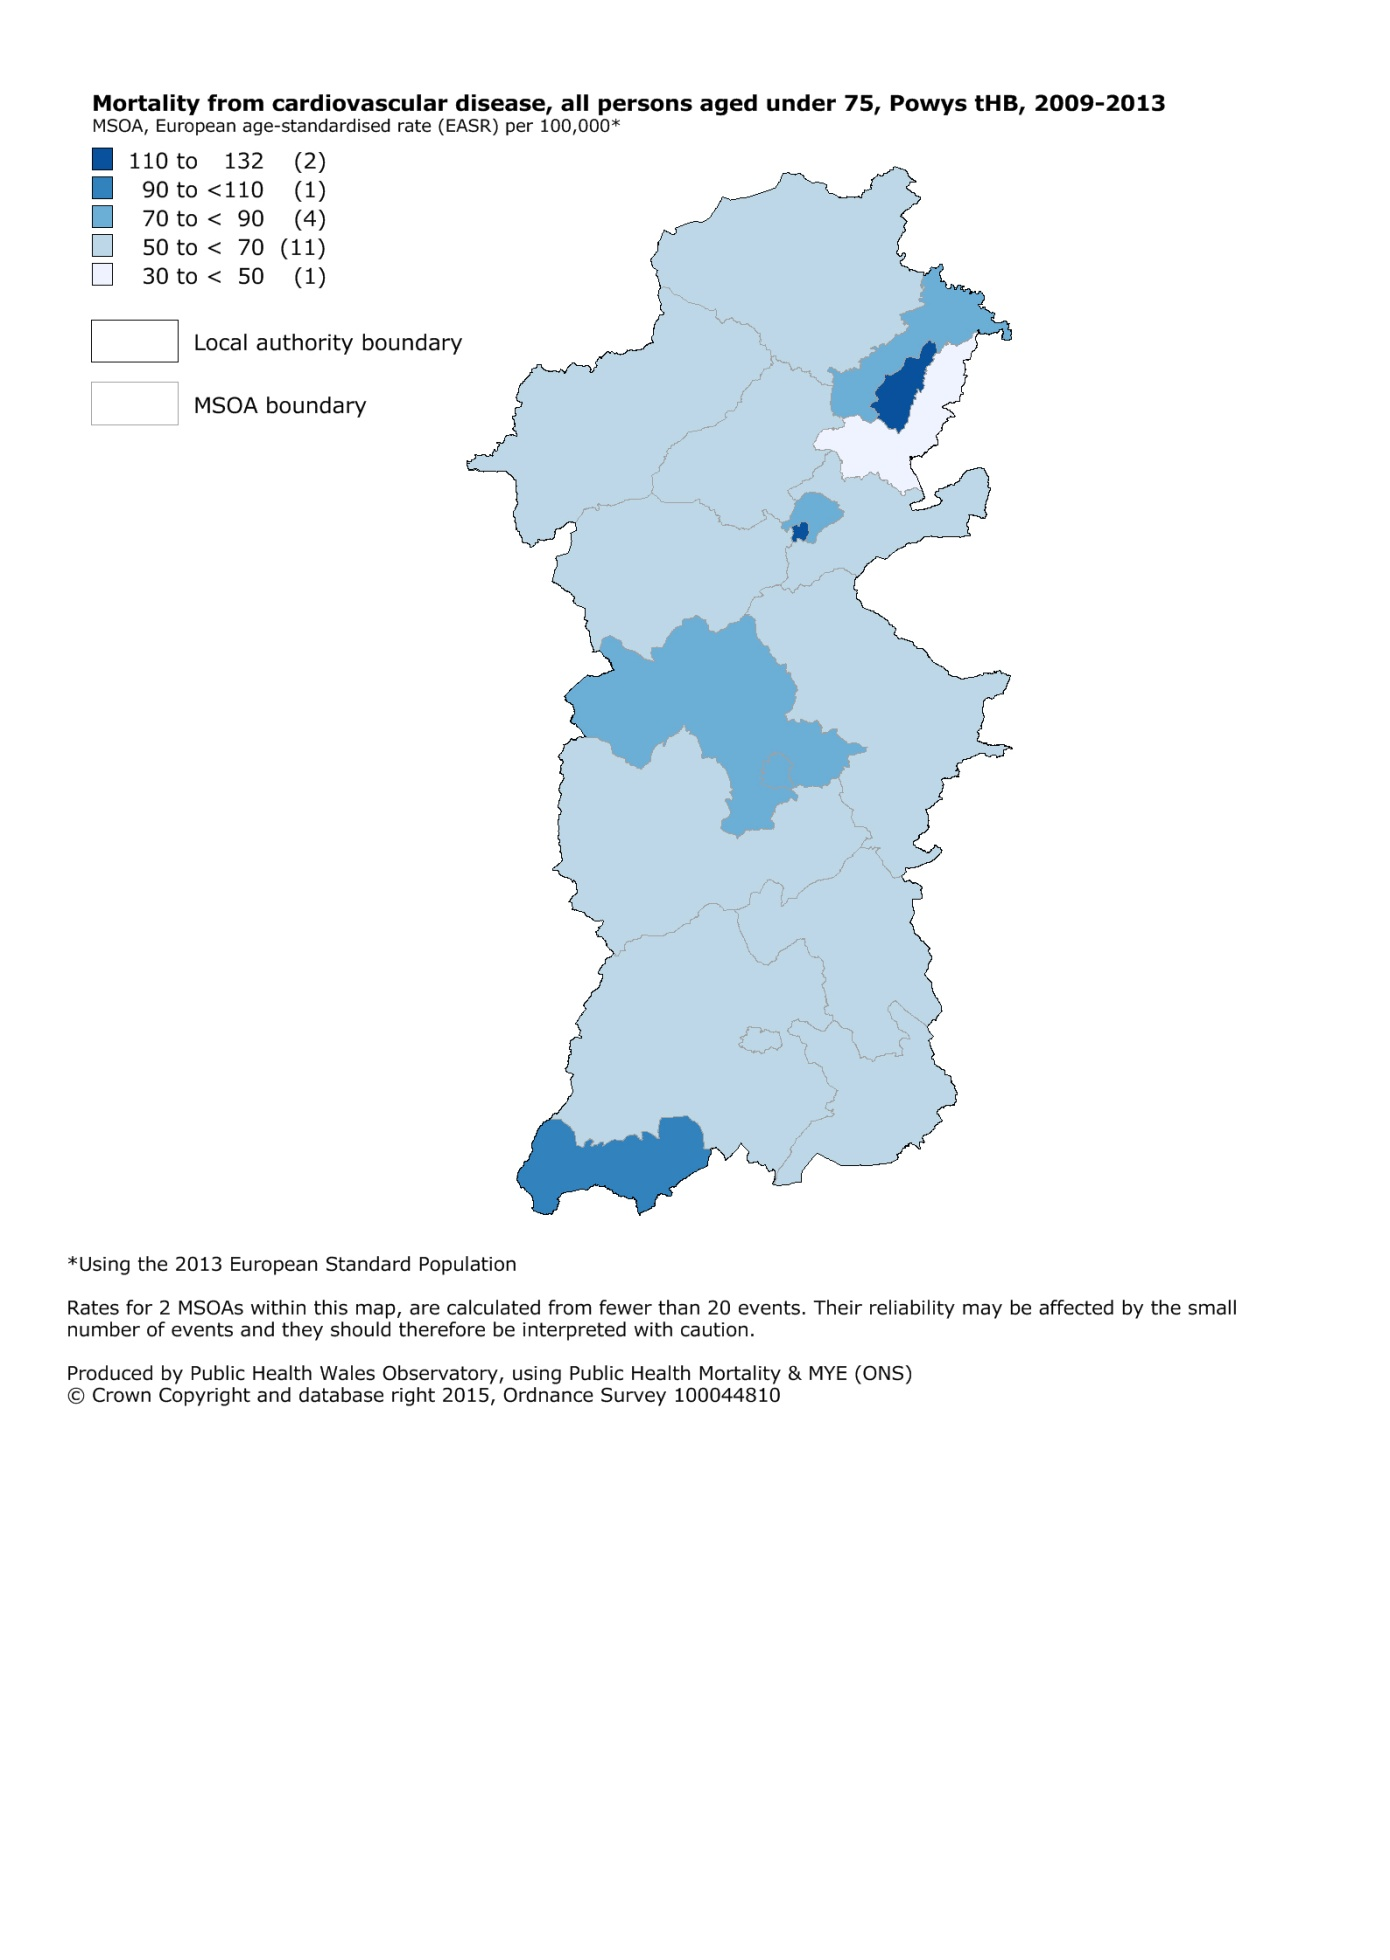 Mortality from cardiovascular disease, all persons aged under 75, Powys tHB, 2009-2013
MSOA, European age-standardised rate (EASR) per 100,000*
110 to 132 (2)
90 to <110 (1)
70 to < 90 (4)
50 to < 70 (11)
30 to < 50 (1)
Local authority boundary
MSOA boundary
*Using the 2013 European Standard Population
Rates for 2 MSOAs within this map, are calculated from fewer than 20 events. Their reliability may be affected by the small
number of events and they should therefore be interpreted with caution.
Produced by Public Health Wales Observatory, using Public Health Mortality & MYE (ONS)
© Crown Copyright and database right 2015, Ordnance Survey 100044810